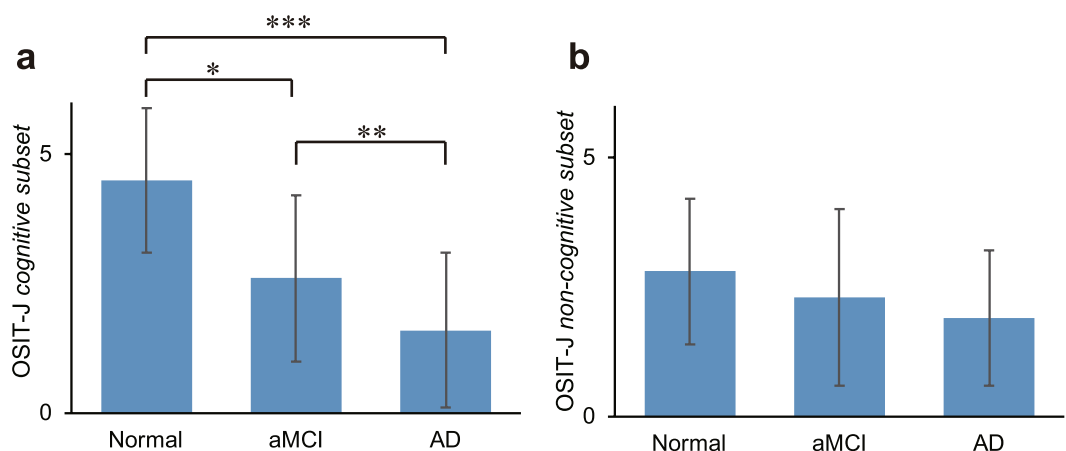 a
***
*
**
OSIT-J cognitive subset
5
0
Normal aMCI AD
b
OSIT-J non-cognitive subset
5
0
Normal aMCI AD